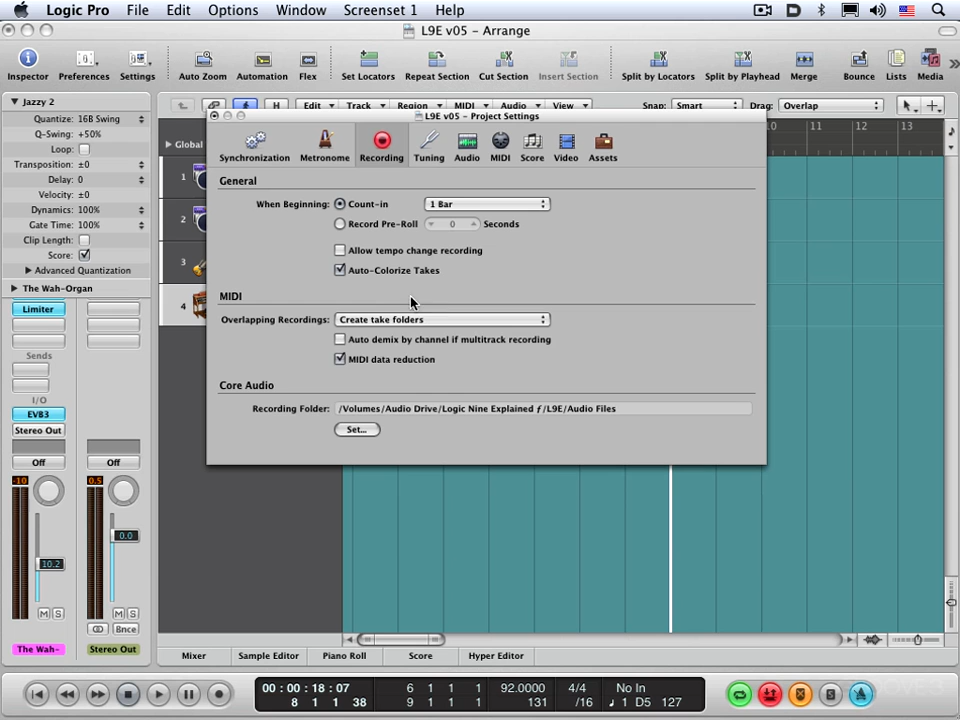 Logic Pro File Edit Options Window Screenset 1 Help
L9E v05 – Arrange
Inspector Preferences Settings Auto Zoom Automation Flex Set Locators Repeat Section Cut Section Insert Section Split by Locators Split by Playhead Merge Bounce Lists Media
Jazzy 2
Edit Track Region MIDI Audio View Snap: Smart Drag: Overlap
L9E v05 – Project Settings
Quantize: 16B Swing
Q-Swing: +50%
Loop:
Transposition: ±0
Delay: 0
Velocity: ±0
Dynamics: 100%
Gate Time: 100%
Clip Length:
Score:
Advanced Quantization
The Wah-Organ
Limiter
Sends
I/O
EVB3
Stereo Out
Off Off
-10 0.5
0.0
10.2
M S M S
Bnce
The Wah- Stereo Out
Global
1
2
3
4
10 11 12 13
Synchronization Metronome Recording Tuning Audio MIDI Score Video Assets
General
When Beginning: Count-in 1 Bar
Record Pre-Roll 0 Seconds
Allow tempo change recording
Auto-Colorize Takes
MIDI
Overlapping Recordings: Create take folders
Auto demix by channel if multitrack recording
MIDI data reduction
Core Audio
Recording Folder: /Volumes/Audio Drive/Logic Nine Explained ƒ/L9E/Audio Files
Set...
Mixer Sample Editor Piano Roll Score Hyper Editor
00 : 00 : 18 : 07 6 1 1 1 92.0000 4/4 No In
8 1 1 38 9 1 1 1 131 /16 1 D5 127